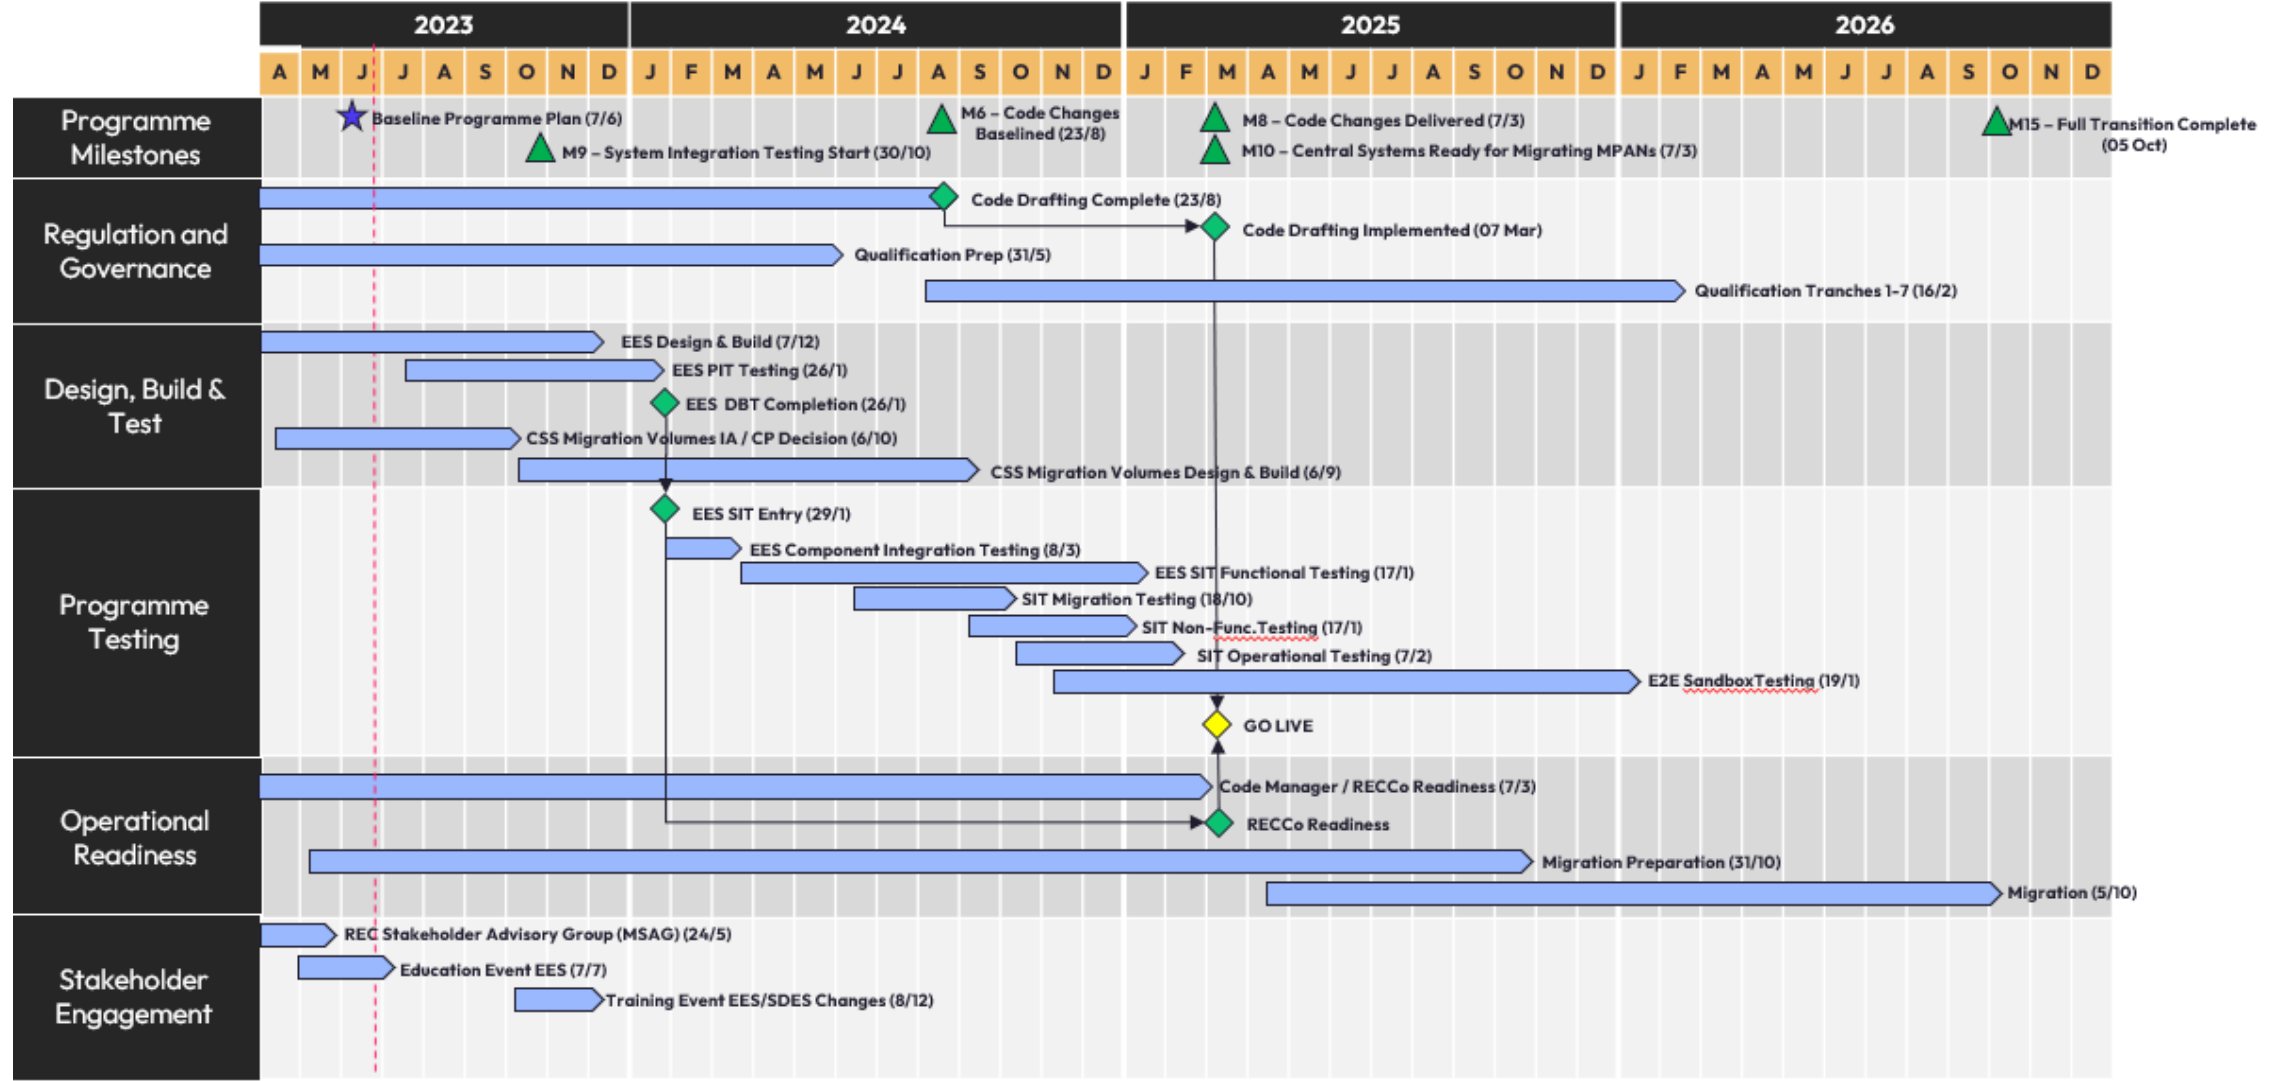 2023 2024 2025 2026
A M J J A S O N D J F M A M J J A S O N D J F M A M J J A S O N D J F M A M J J A S O N D
Programme
Milestones
Baseline Programme Plan (7/6)
M9 – System Integration Testing Start (30/10)
M6 – Code Changes
Baselined (23/8)
M8 – Code Changes Delivered (7/3)
M10 – Central Systems Ready for Migrating MPANs (7/3)
M15 – Full Transition Complete
(05 Oct)
Regulation and
Governance
Code Drafting Complete (23/8)
Code Drafting Implemented (07 Mar)
Qualification Prep (31/5)
Qualification Tranches 1-7 (16/2)
Design, Build &
Test
EES Design & Build (7/12)
EES PIT Testing (26/1)
EES DBT Completion (26/1)
CSS Migration Volumes IA / CP Decision (6/10)
CSS Migration Volumes Design & Build (6/9)
Programme
Testing
EES SIT Entry (29/1)
EES Component Integration Testing (8/3)
EES SIT Functional Testing (17/1)
SIT Migration Testing (18/10)
SIT Non-Func.Testing (17/1)
SIT Operational Testing (7/2)
E2E SandboxTesting (19/1)
GO LIVE
Operational
Readiness
Code Manager / RECCo Readiness (7/3)
RECCo Readiness
Migration Preparation (31/10)
Migration (5/10)
Stakeholder
Engagement
REC Stakeholder Advisory Group (MSAG) (24/5)
Education Event EES (7/7)
Training Event EES/SDES Changes (8/12)